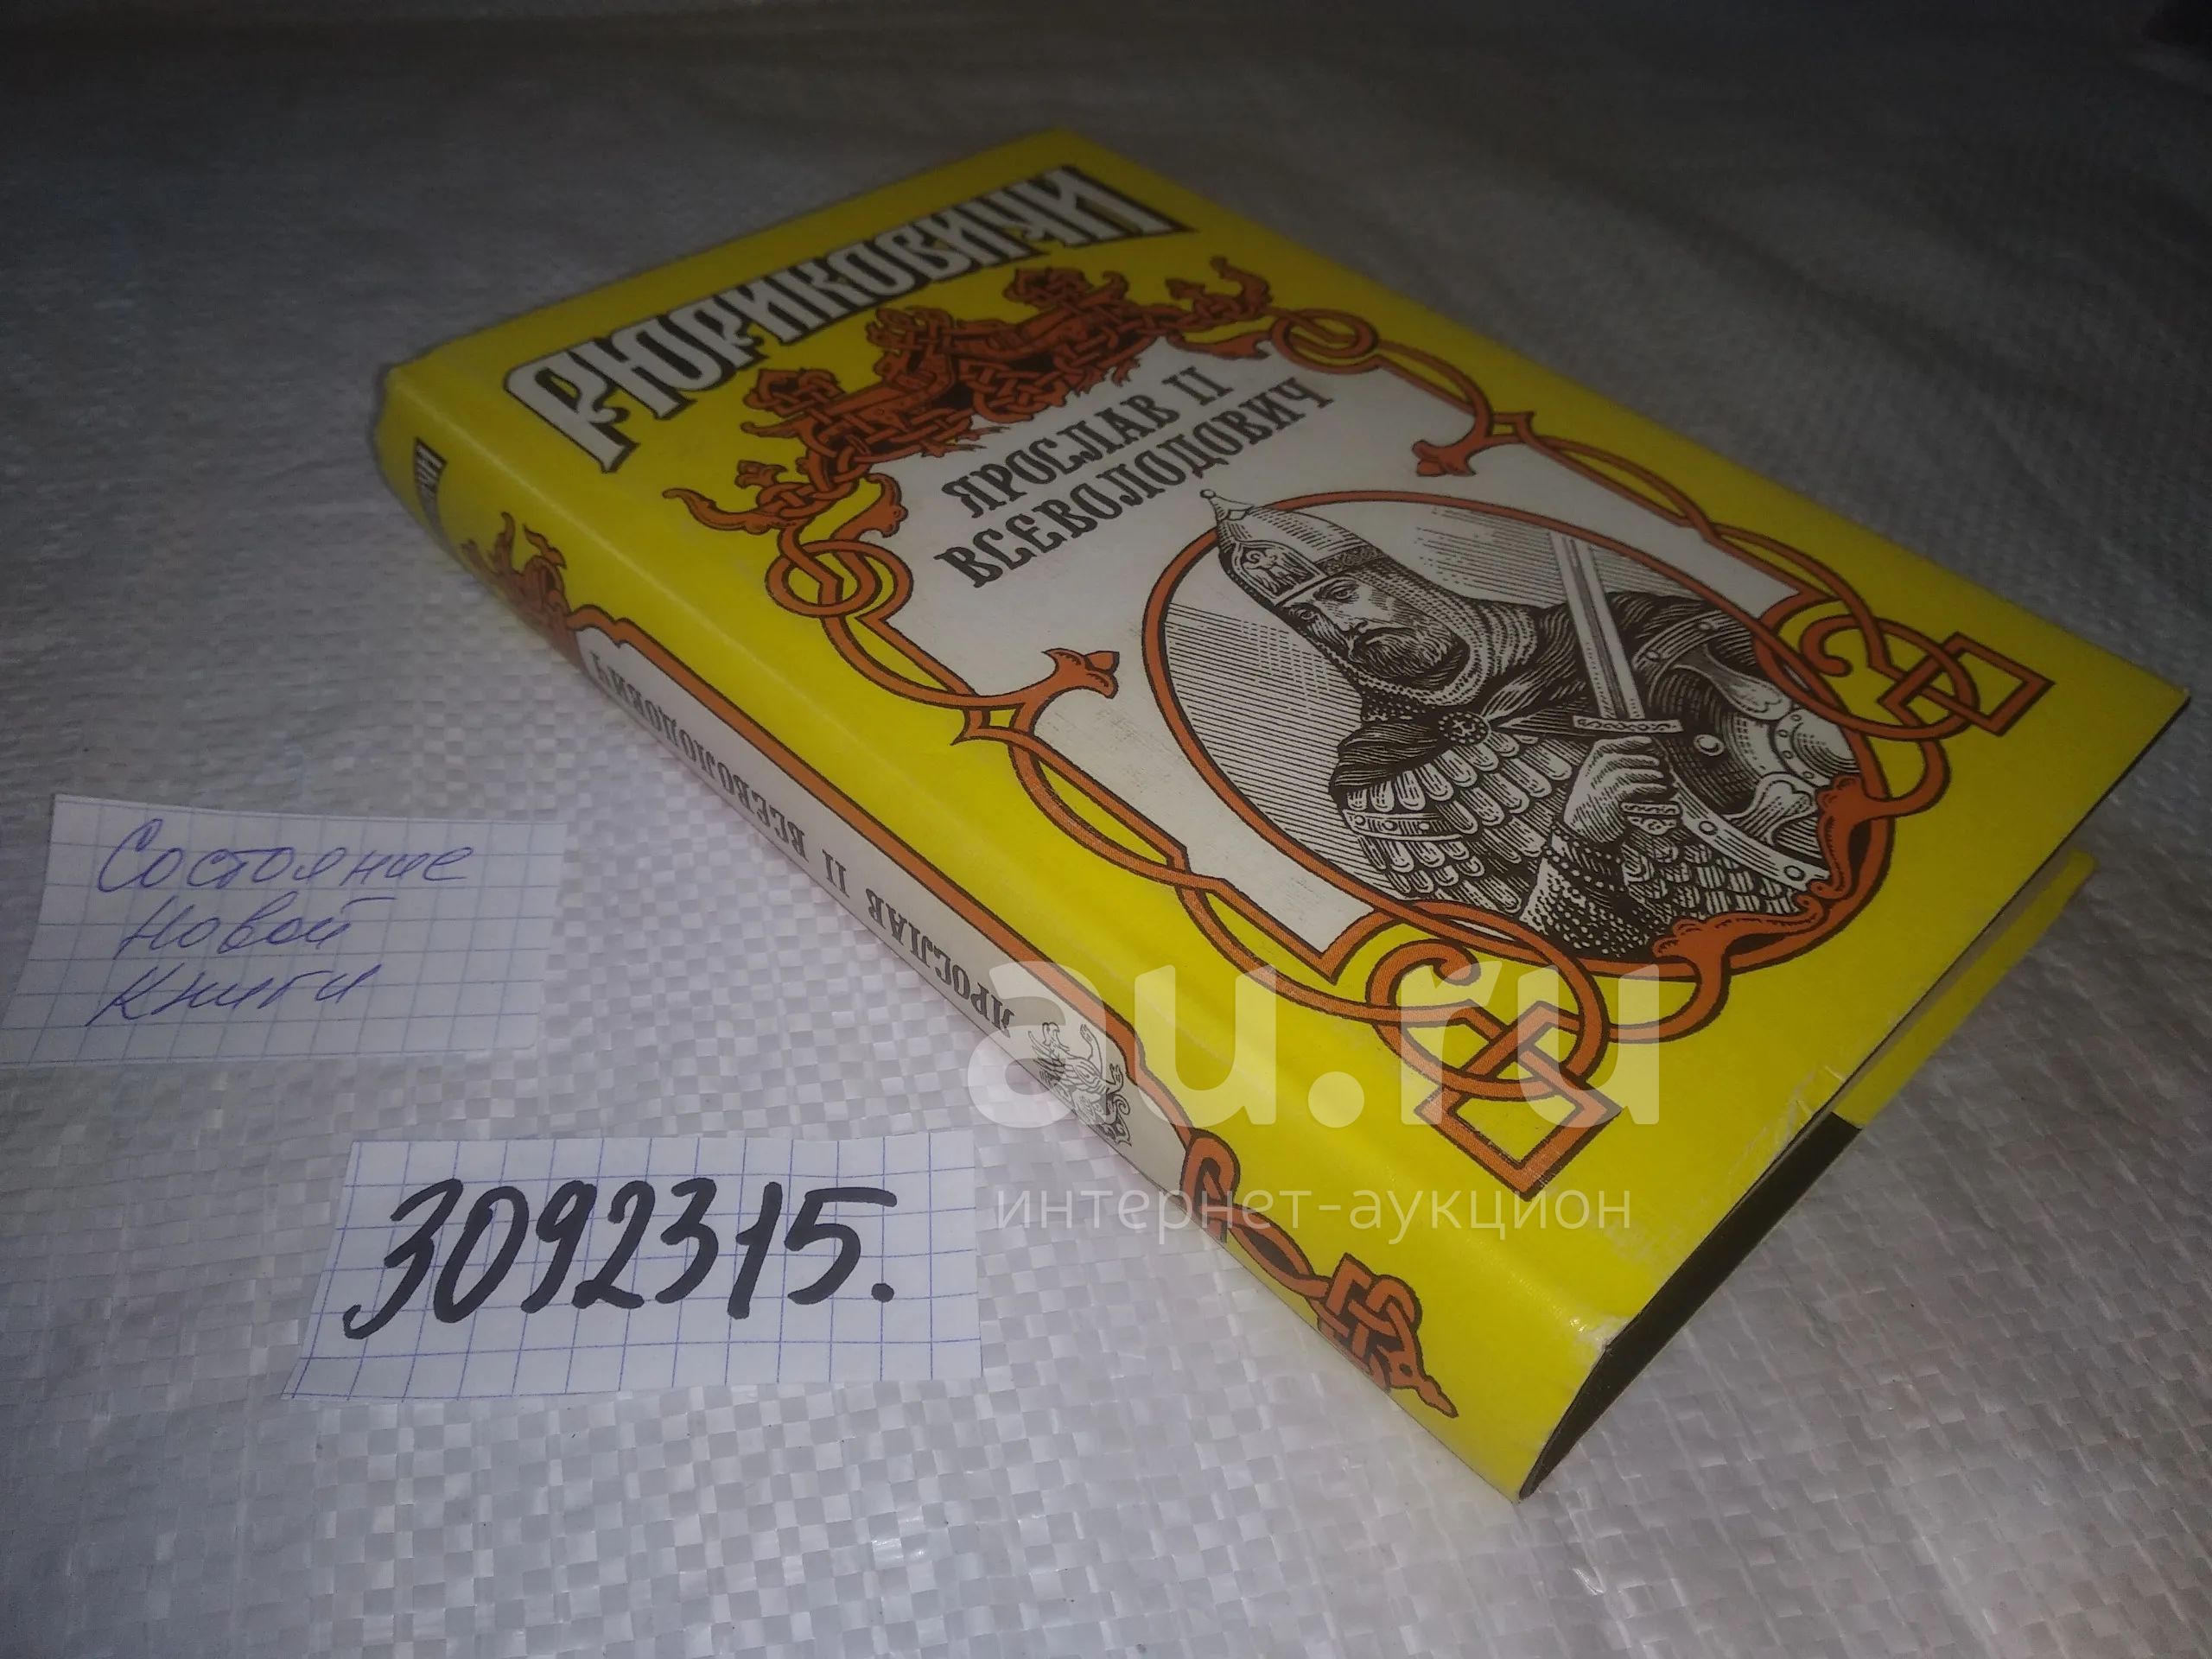 РЮРИКОВИЧИ
ЯРОСЛАВ II
ВСЕВОЛОДОВИЧ
ЯРОСЛАВ II ВСЕВОЛОДОВИЧ
Состояние
Новой
Книги
3092315.
au.ru
интернет-аукцион